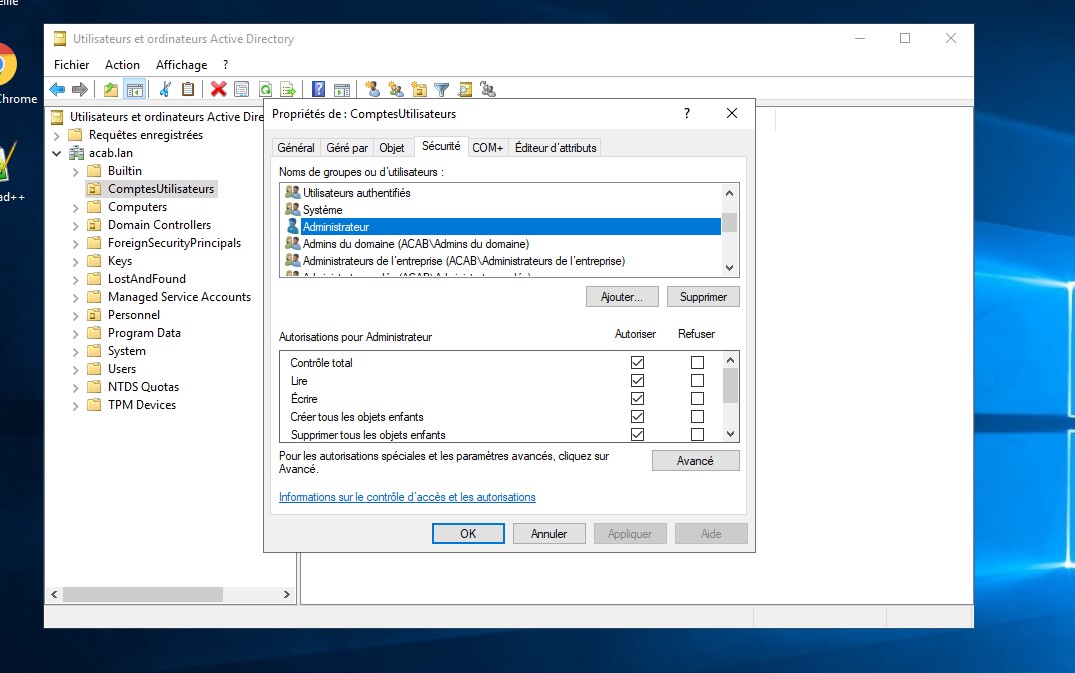 eille
Chrome
ad++
Utilisateurs et ordinateurs Active Directory
Fichier Action Affichage ?
Utilisateurs et ordinateurs Active Dire
Requêtes enregistrées
acab.lan
Builtin
ComptesUtilisateurs
Computers
Domain Controllers
ForeignSecurityPrincipals
Keys
LostAndFound
Managed Service Accounts
Personnel
Program Data
System
Users
NTDS Quotas
TPM Devices
Propriétés de : ComptesUtilisateurs ?
Général Géré par Objet Sécurité COM+ Éditeur d'attributs
Noms de groupes ou d'utilisateurs :
Utilisateurs authentifiés
Système
Administrateur
Admins du domaine (ACAB\Admins du domaine)
Administrateurs de l'entreprise (ACAB\Administrateurs de l'entreprise)
Ajouter... Supprimer
Autorisations pour Administrateur Autoriser Refuser
Contrôle total
Lire
Écrire
Créer tous les objets enfants
Supprimer tous les objets enfants
Pour les autorisations spéciales et les paramètres avancés, cliquez sur
Avancé.
Avancé
Informations sur le contrôle d'accès et les autorisations
OK Annuler Appliquer Aide